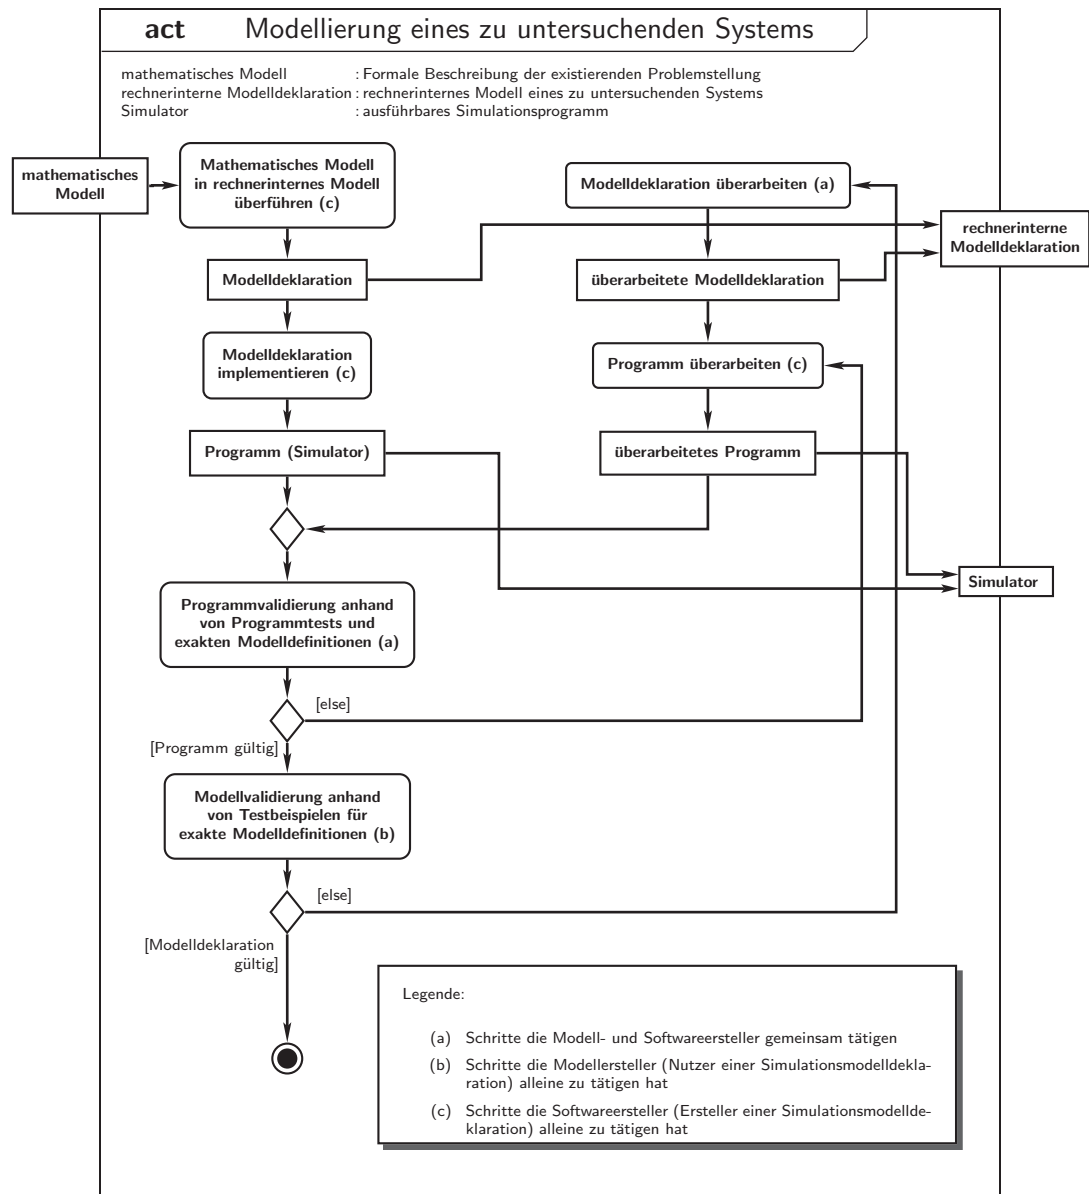 act Modellierung eines zu untersuchenden Systems
mathematisches Modell : Formale Beschreibung der existierenden Problemstellung
rechnerinterne Modelldeklaration : rechnerinternes Modell eines zu untersuchenden Systems
Simulator : ausführbares Simulationsprogramm
mathematisches
Modell
Mathematisches Modell
in rechnerinternes Modell
überführen (c)
Modelldeklaration überarbeiten (a)
rechnerinterne
Modelldeklaration
Modelldeklaration
überarbeitete Modelldeklaration
Modelldeklaration
implementieren (c)
Programm überarbeiten (c)
Programm (Simulator)
überarbeitetes Programm
Simulator
Programmvalidierung anhand
von Programmtests und
exakten Modelldefinitionen (a)
[else]
[Programm gültig]
Modellvalidierung anhand
von Testbeispielen für
exakte Modelldefinitionen (b)
[else]
[Modelldeklaration
gültig]
Legende:
(a) Schritte die Modell- und Softwareersteller gemeinsam tätigen
(b) Schritte die Modellersteller (Nutzer einer Simulationsmodelldekla-
ration) alleine zu tätigen hat
(c) Schritte die Softwareersteller (Ersteller einer Simulationsmodellde-
klaration) alleine zu tätigen hat